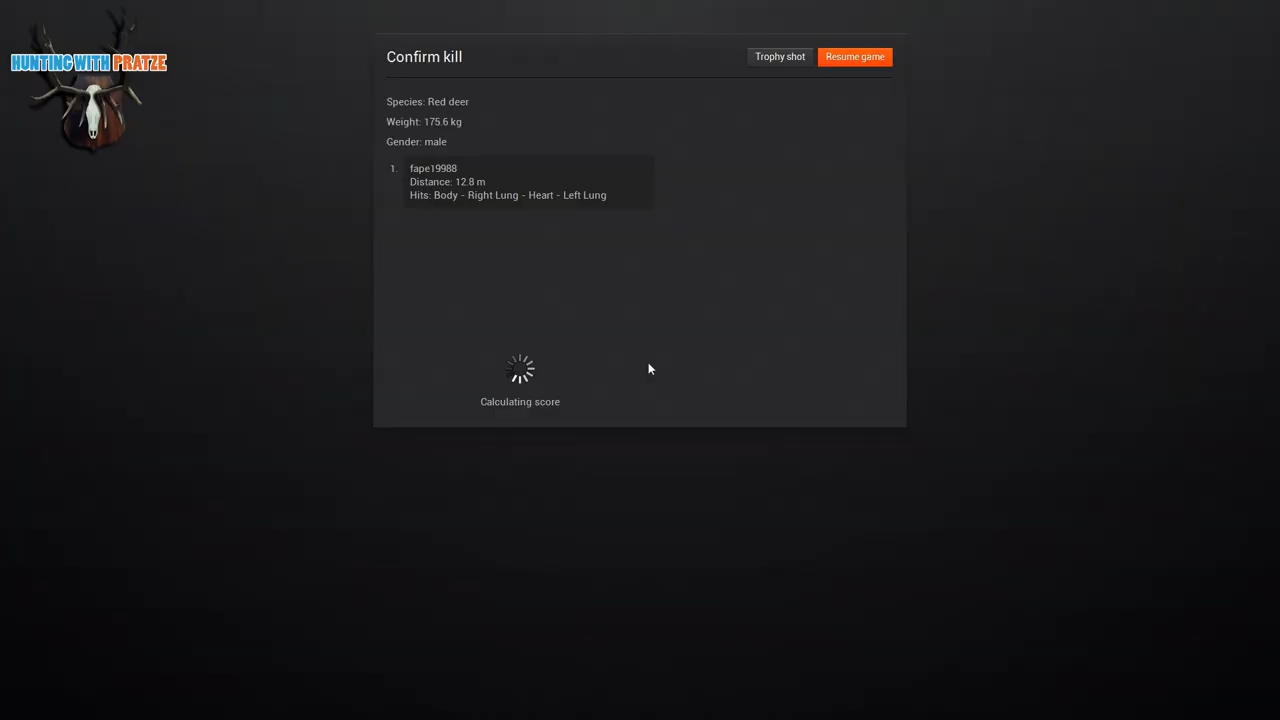 HUNTING WITH PRATZE
Confirm kill
Trophy shot
Resume game
Species: Red deer
Weight: 175.6 kg
Gender: male
1. fape19988
Distance: 12.8 m
Hits: Body - Right Lung - Heart - Left Lung
Calculating score